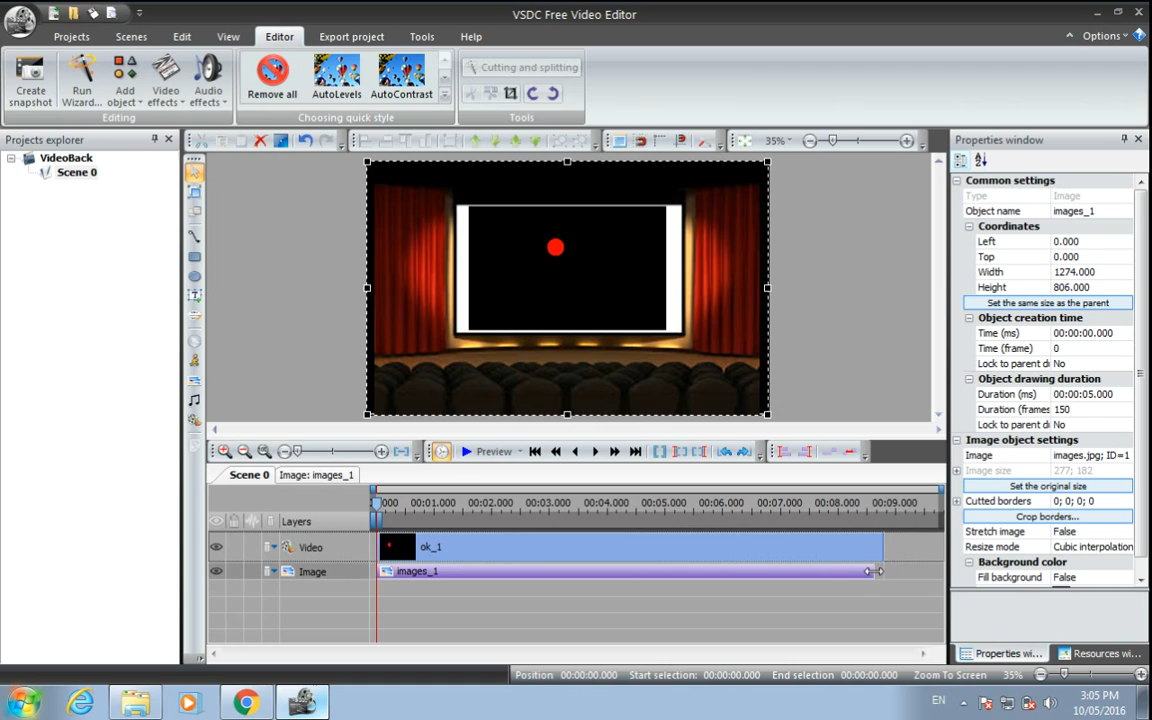 VSDC Free Video Editor
Projects Scenes Edit View Editor Export project Tools Help Options
Create snapshot
Run Wizard...
Add object
Video effects
Audio effects
Remove all
AutoLevels
AutoContrast
Cutting and splitting
Editing
Choosing quick style
Tools
Projects explorer
VideoBack
Scene 0
35%
Properties window
Common settings
Type Image
Object name images_1
Coordinates
Left 0.000
Top 0.000
Width 1274.000
Height 806.000
Set the same size as the parent
Object creation time
Time (ms) 00:00:00.000
Time (frame) 0
Lock to parent d No
Object drawing duration
Duration (ms) 00:00:05.000
Duration (frames 150
Lock to parent d No
Image object settings
Image images.jpg; ID=1
Image size 277; 182
Set the original size
Cutted borders 0; 0; 0; 0
Crop borders...
Stretch image False
Resize mode Cubic interpolation
Background color
Fill background False
Preview
Scene 0 Image: images_1
000 00:01.000 00:02.000 00:03.000 00:04.000 00:05.000 00:06.000 00:07.000 00:08.000 00:09.000
Layers
Video ok_1
Image images_1
Properties wi... Resources wi...
Position 00:00:00.000 Start selection: 00:00:00.000 End selection: 00:00:00.000 Zoom To Screen 35%
EN
3:05 PM
10/05/2016